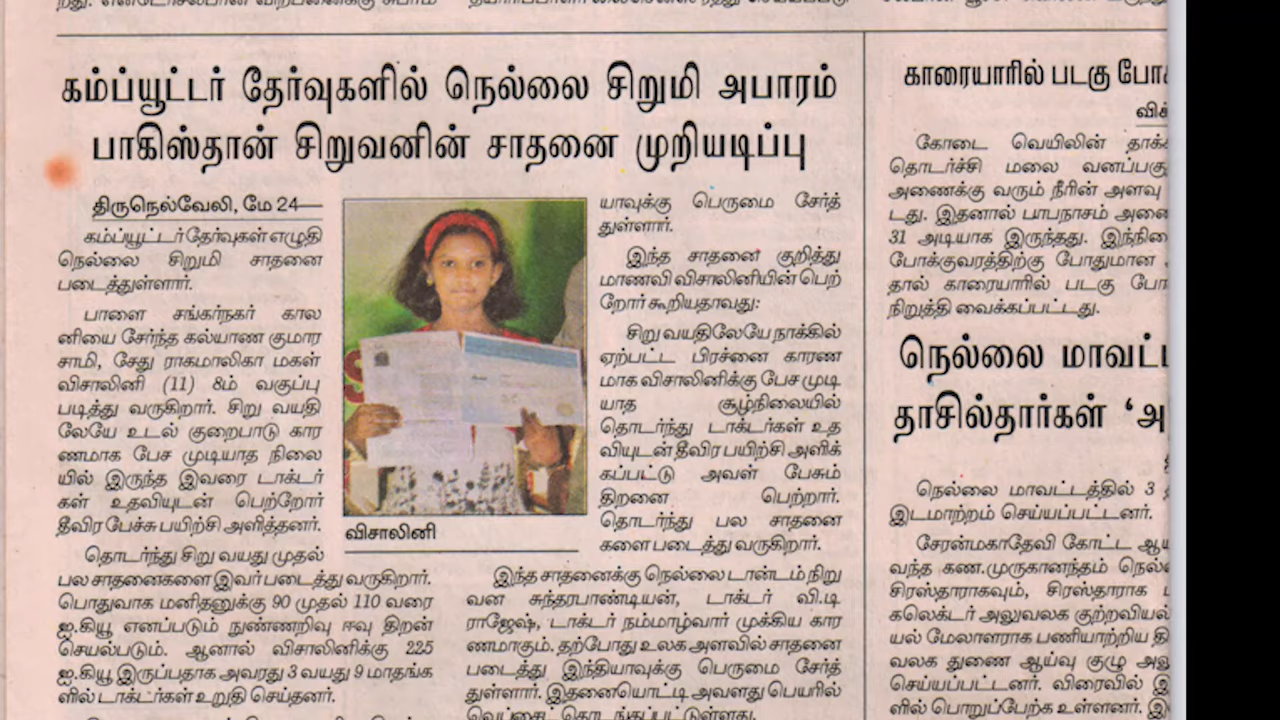 கம்ப்யூட்டர் தேர்வுகளில் நெல்லை சிறுமி அபாரம்
பாகிஸ்தான் சிறுவனின் சாதனை முறியடிப்பு
திருநெல்வேலி, மே 24—
கம்ப்யூட்டர் தேர்வுகள் எழுதி
நெல்லை சிறுமி சாதனை
படைத்துள்ளார்.
பாளை சங்கர்நகர் கால
னியை சேர்ந்த கல்யாண குமார
சாமி, சேது ராகமாலிகா மகள்
விசாலினி (11) 8ம் வகுப்பு
படித்து வருகிறார். சிறு வயதி
லேயே உடல் குறைபாடு கார
ணமாக பேச முடியாத நிலை
யில் இருந்த இவரை டாக்டர்
கள் உதவியுடன் பெற்றோர்
தீவிர பேச்சு பயிற்சி அளித்தனர்.
தொடர்ந்து சிறு வயது முதல்
பல சாதனைகளை இவர் படைத்து வருகிறார்.
பொதுவாக மனிதனுக்கு 90 முதல் 110 வரை
ஐ.கியூ எனப்படும் நுண்ணறிவு ஈவு திறன்
செயல்படும். ஆனால் விசாலினிக்கு 225
ஐ.கியூ இருப்பதாக அவரது 3 வயது 9 மாதங்க
ளில் டாக்டர்கள் உறுதி செய்தனர்.
விசாலினி
யாவுக்கு பெருமை சேர்த்
துள்ளார்.
இந்த சாதனை குறித்து
மாணவி விசாலினியின் பெற்
றோர் கூறியதாவது:
சிறு வயதிலேயே நாக்கில்
ஏற்பட்ட பிரச்னை காரண
மாக விசாலினிக்கு பேச முடி
யாத சூழ்நிலையில்
தொடர்ந்து டாக்டர்கள் உத
வியுடன் தீவிர பயிற்சி அளிக்
கப்பட்டு அவள் பேசும்
திறனை பெற்றார்.
தொடர்ந்து பல சாதனை
களை படைத்து வருகிறார்.
இந்த சாதனைக்கு நெல்லை டான்டம் நிறு
வன சுந்தரபாண்டியன், டாக்டர் வி.டி
ராஜேஷ், டாக்டர் நம்மாழ்வார் முக்கிய கார
ணமாகும். தற்போது உலக அளவில் சாதனை
படைத்து இந்தியாவுக்கு பெருமை சேர்த்
துள்ளார். இதனையொட்டி அவளது பெயரில்
வெப்சைட் தொடங்கப்பட்டுள்ளது.
காரையாரில் படகு போக
விக்
கோடை வெயிலின் தாக்க
தொடர்ச்சி மலை வனப்பகு
அணைக்கு வரும் நீரின் அளவு
டது. இதனால் பாபநாசம் அணை
31 அடியாக இருந்தது. இந்நிலை
போக்குவரத்திற்கு போதுமான
தால் காரையாரில் படகு போ
நிறுத்தி வைக்கப்பட்டது.
நெல்லை மாவட்ட
தாசில்தார்கள் ‘அ
நெல்லை மாவட்டத்தில் 3
இடமாற்றம் செய்யப்பட்டனர்.
சேரன்மகாதேவி கோட்ட ஆய
வந்த கண.முருகானந்தம் நெல்
சிரஸ்தாராகவும், சிரஸ்தாராக
கலெக்டர் அலுவலக குற்றவியல்
யல் மேலாளராக பணியாற்றிய தி
வலக துணை ஆய்வு குழு அலு
செய்யப்பட்டனர். விரைவில் இ
ளில் பொறுப்பேற்க உள்ளனர். இ